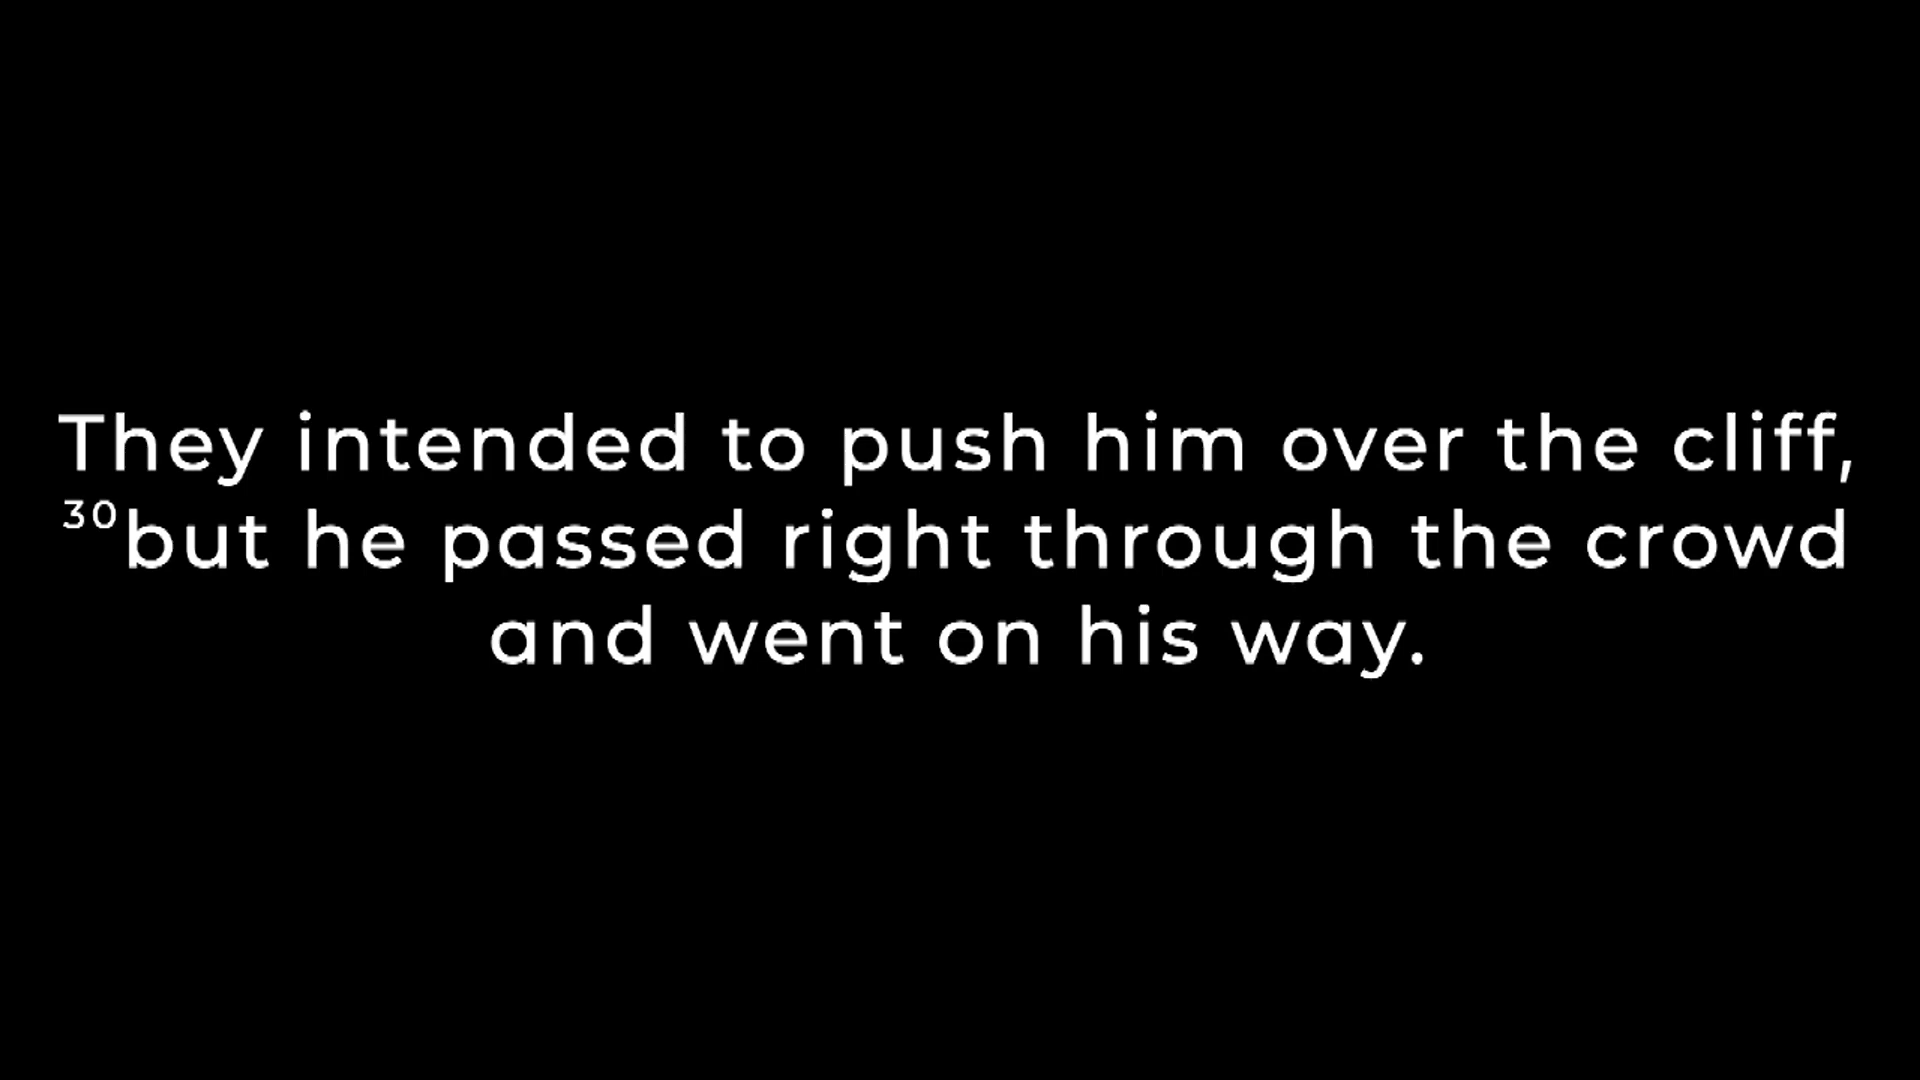 They intended to push him over the cliff,
³⁰but he passed right through the crowd
and went on his way.